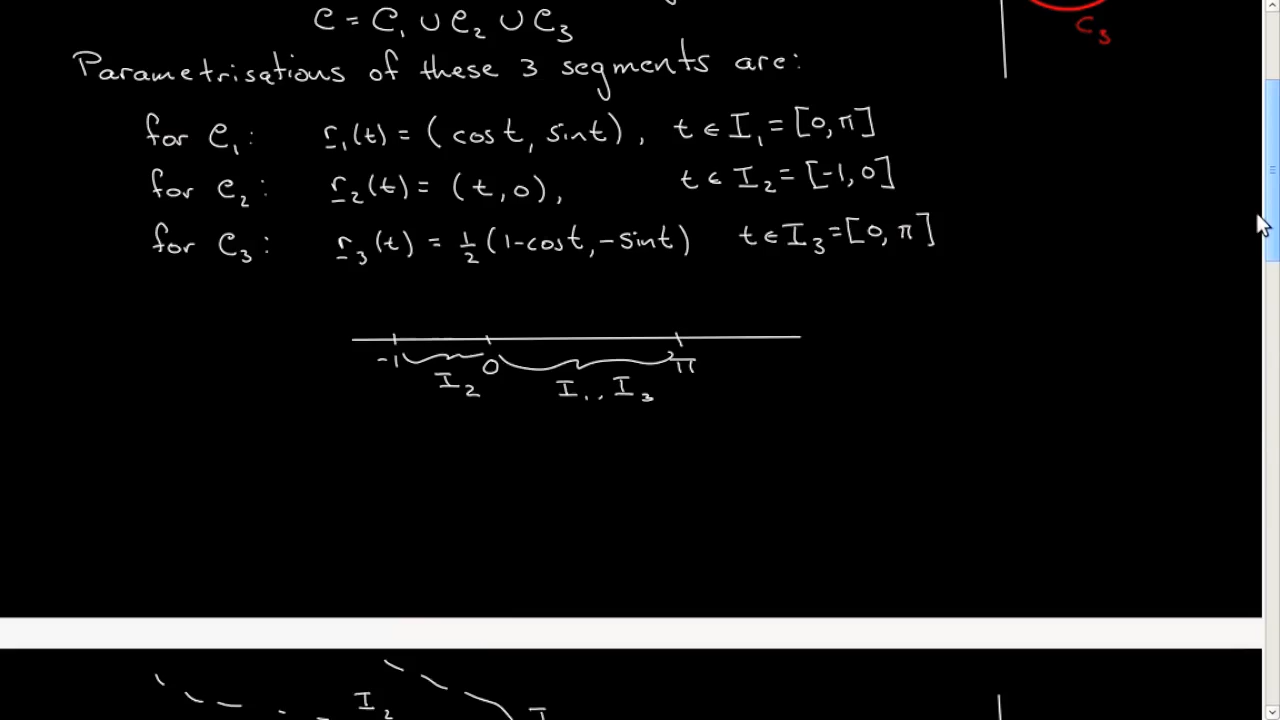 C = C₁ ∪ C₂ ∪ C₃
C₃
Parametrisations of these 3 segments are:
for C₁: r₁(t) = (cos t, sin t), t ∈ I₁ = [0, π]
for C₂: r₂(t) = (t, 0), t ∈ I₂ = [-1, 0]
for C₃: r₃(t) = ½(1-cos t, -sin t) t ∈ I₃ = [0, π]
-1 0 π
I₂ I₁, I₃
I₂